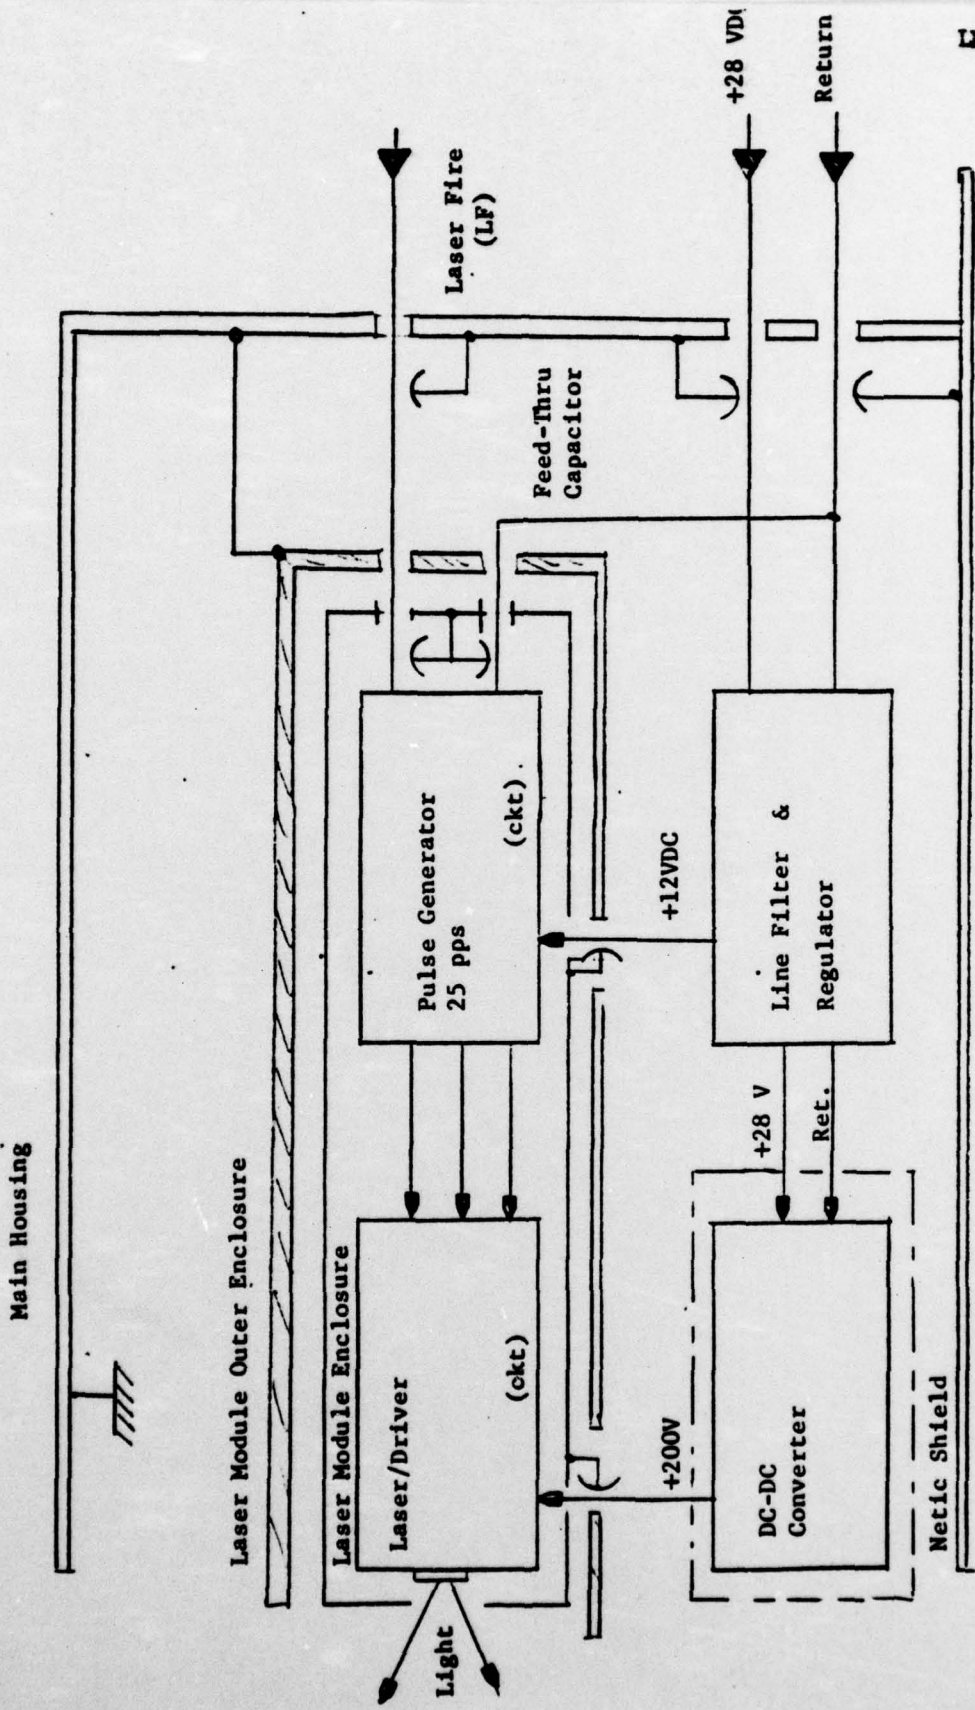 Main Housing
Laser Module Outer Enclosure
Laser Module Enclosure
Laser/Driver
(ckt)
Light
Pulse Generator
25 pps
(ckt)
Feed-Thru
Capacitor
Laser Fire
(LF)
+200V
+12VDC
+28 V
Ret.
+28 VDC
Return
DC-DC
Converter
Line Filter &
Regulator
Netic Shield